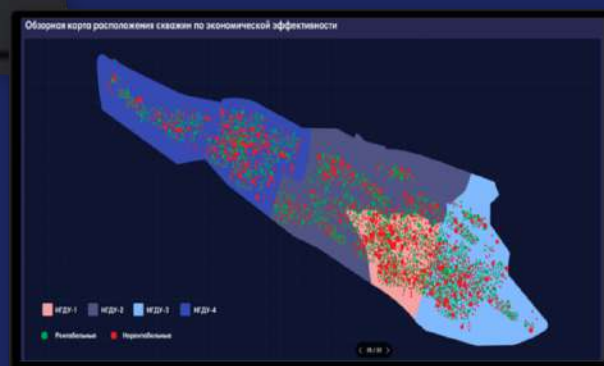 Обзорная карта расположения скважин по экономической эффективности
НГДУ-1 НГДУ-2 НГДУ-3 НГДУ-4
Рентабельные Нерентабельные